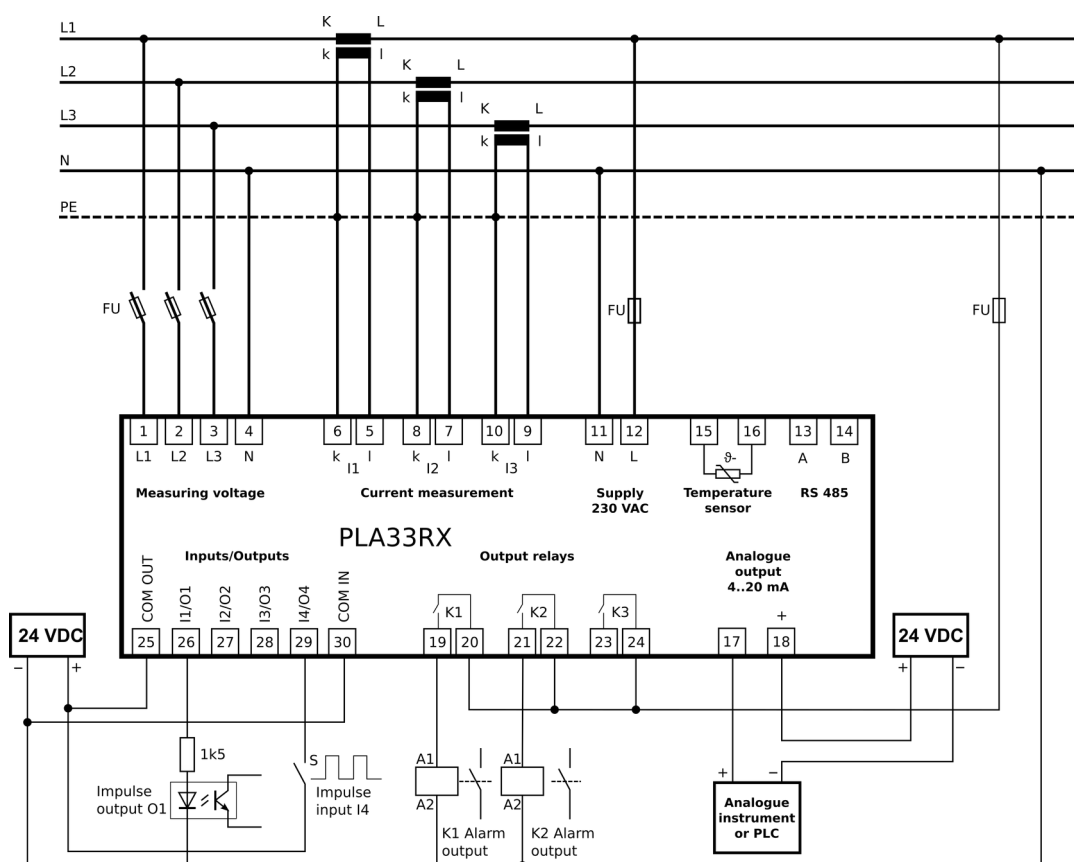 K L
L1
k l
K L
L2
k l
K L
L3
k l
N
PE
FU FU FU
1 2 3 4 6 5 8 7 10 9 11 12 15 16 13 14
L1 L2 L3 N k l k l k l N L ϑ- A B
I1 I2 I3
Measuring voltage Current measurement Supply Temperature RS 485
230 VAC sensor
PLA33RX
Inputs/Outputs Output relays Analogue
output
4..20 mA
COM OUT I1/O1 I2/O2 I3/O3 I4/O4 COM IN
K1 K2 K3 +
24 VDC 25 26 27 28 29 30 19 20 21 22 23 24 17 18 24 VDC
− + + −
1k5 S A1 A1 + −
Impulse Impulse
output O1 input I4
A2 A2
Analogue
instrument
or PLC
K1 Alarm K2 Alarm
output output